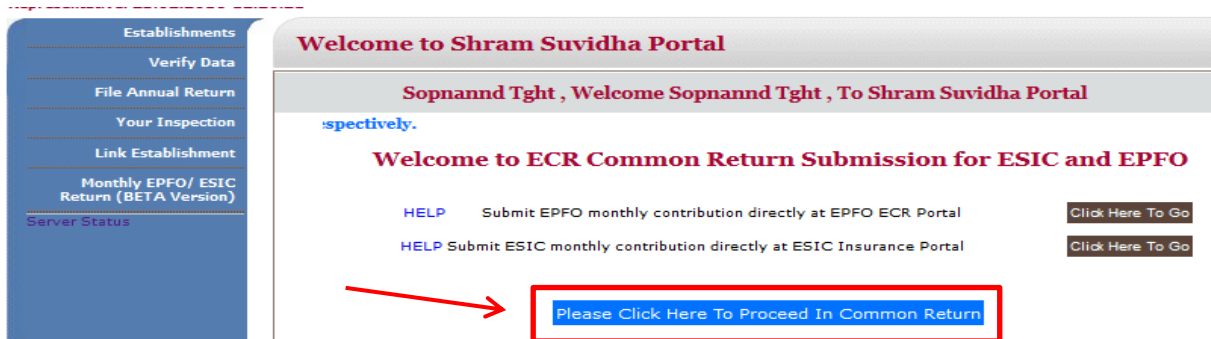 Establishments
Verify Data
File Annual Return
Your Inspection
Link Establishment
Monthly EPFO/ ESIC
Return (BETA Version)
Server Status
Welcome to Shram Suvidha Portal
Sopnannd Tght , Welcome Sopnannd Tght , To Shram Suvidha Portal
spectively.
Welcome to ECR Common Return Submission for ESIC and EPFO
HELP Submit EPFO monthly contribution directly at EPFO ECR Portal Click Here To Go
HELP Submit ESIC monthly contribution directly at ESIC Insurance Portal Click Here To Go
Please Click Here To Proceed In Common Return